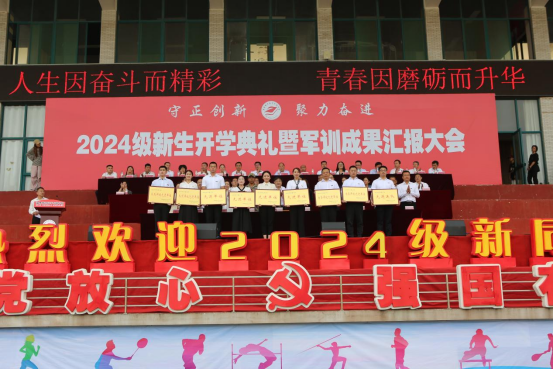 人生因奋斗而精彩 青春因磨砺而升华
守正创新 聚力奋进
2024级新生开学典礼暨军训成果汇报大会
热烈欢迎2024级新同
党放心 强国